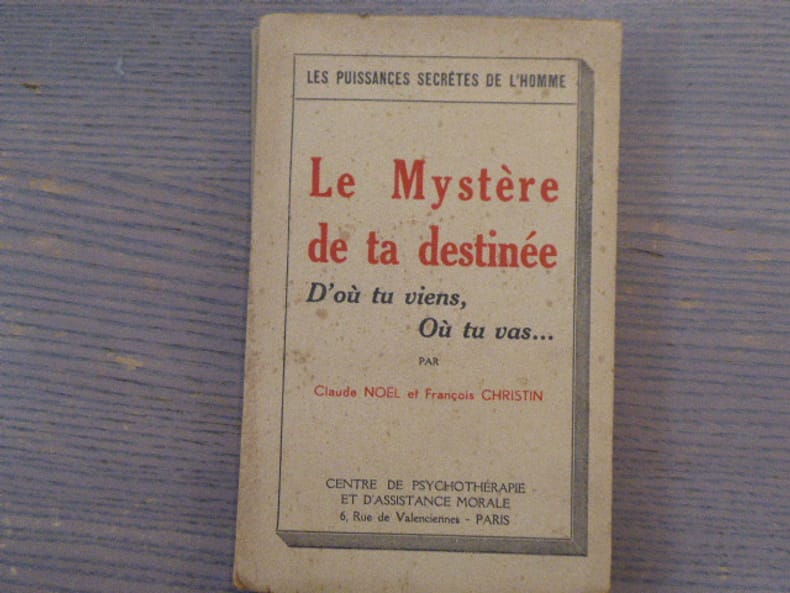 LES PUISSANCES SECRÈTES DE L'HOMME
Le Mystère
de ta destinée
D'où tu viens,
Où tu vas...
PAR
Claude NOEL et François CHRISTIN
CENTRE DE PSYCHOTHÉRAPIE
ET D'ASSISTANCE MORALE
6, Rue de Valenciennes - PARIS